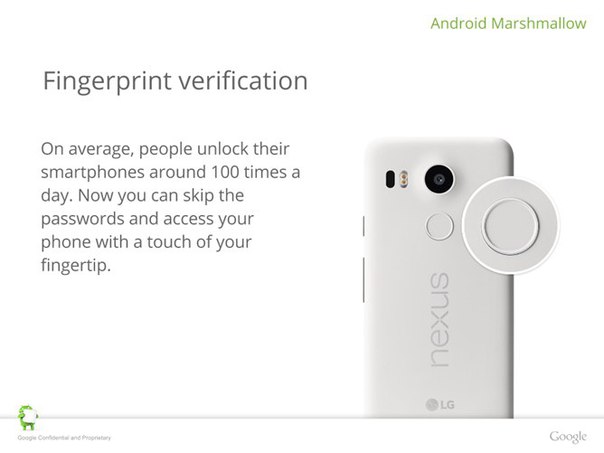 Android Marshmallow
Fingerprint verification
On average, people unlock their
smartphones around 100 times a
day. Now you can skip the
passwords and access your
phone with a touch of your
fingertip.
nexus
LG
Google Confidential and Proprietary
Google